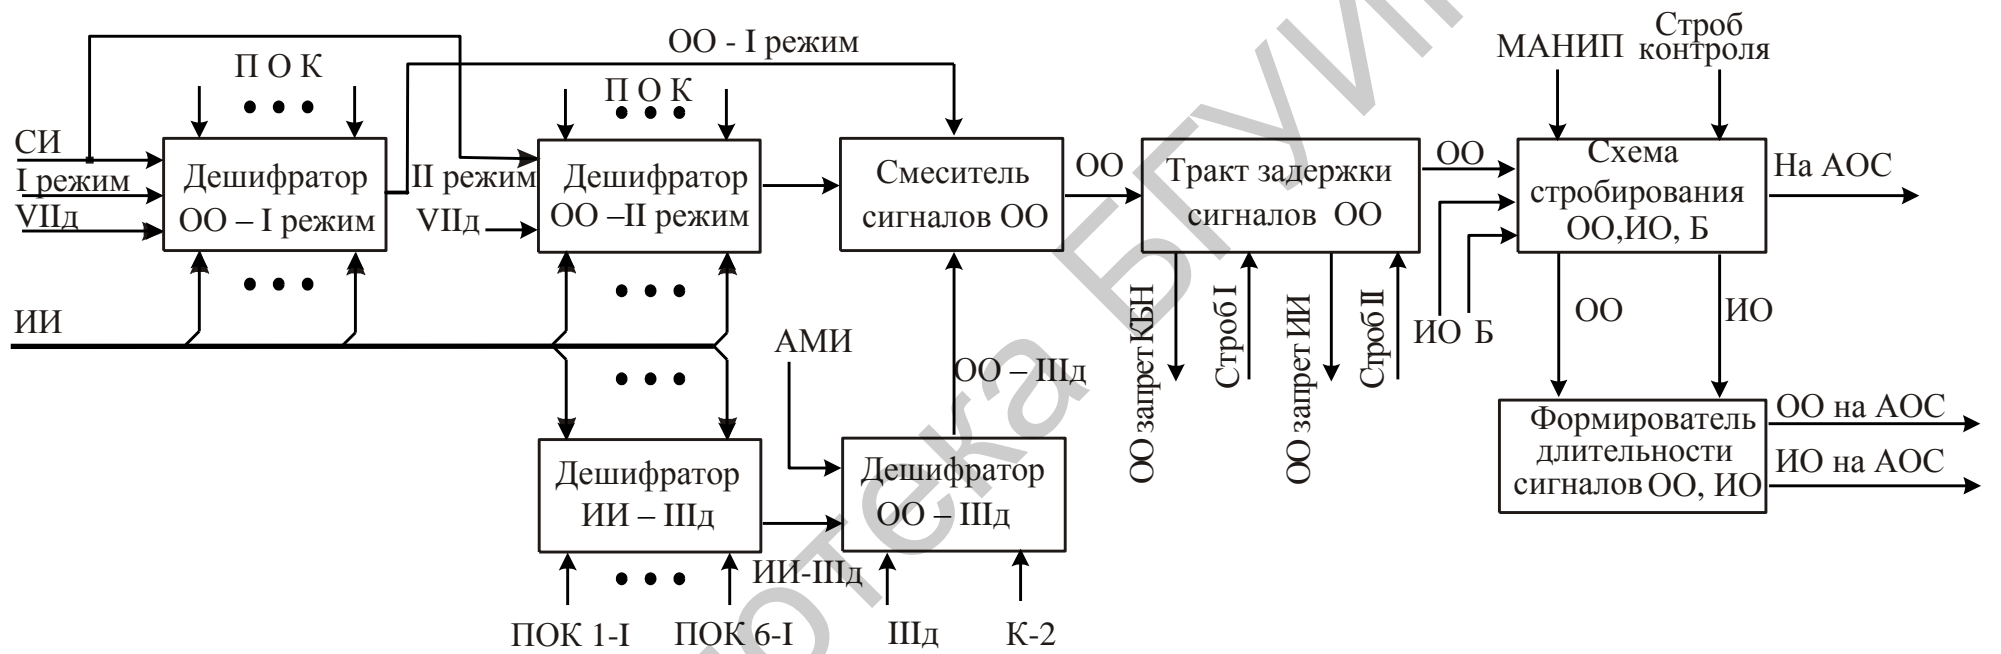 ОО - I режим
Строб
контроля
МАНИП
П О К
П О К
СИ
I режим
VIIд
Дешифратор
ОО – I режим
II режим
VIIд
Дешифратор
ОО –II режим
Смеситель
сигналов ОО
ОО
Тракт задержки
сигналов ОО
ОО
Схема
стробирования
ОО,ИО, Б
На АОС
ИИ
АМИ
ОО – IIIд
ОО запрет КБН
Строб I
ОО запрет ИИ
Строб II
ИО Б
ОО
ИО
Дешифратор
ИИ – IIIд
Дешифратор
ОО – IIIд
Формирователь
длительности
сигналов ОО, ИО
ОО на АОС
ИО на АОС
ИИ-IIIд
ПОК 1-I
ПОК 6-I
IIIд
К-2
отека БГУИ